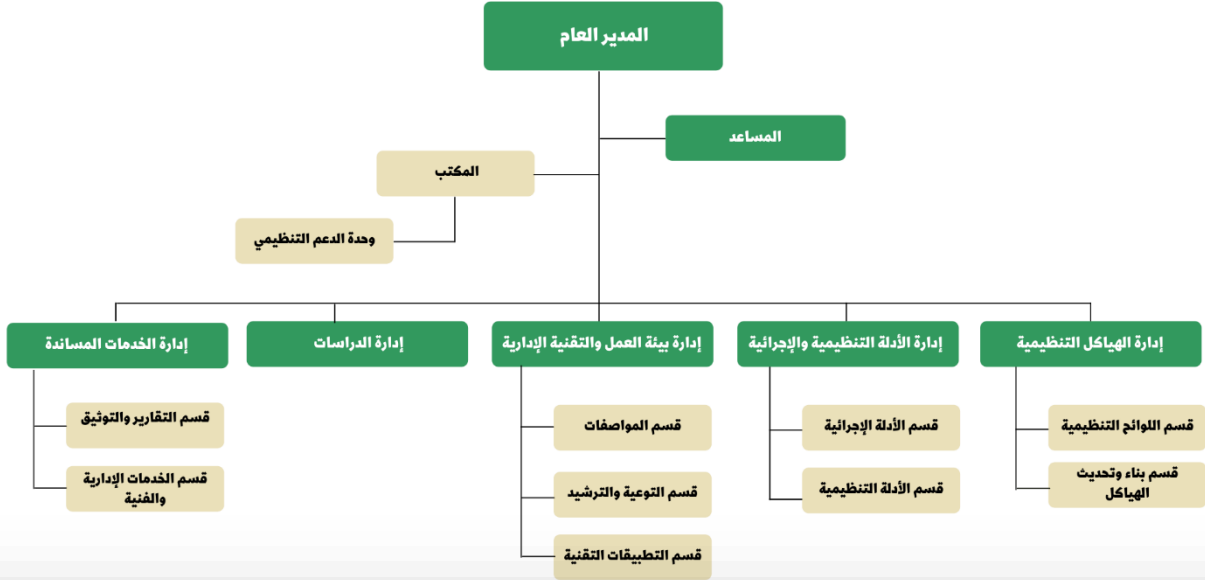 المدير العام
المساعد
المكتب
وحدة الدعم التنظيمي
إدارة الهياكل التنظيمية
إدارة الأدلة التنظيمية والإجرائية
إدارة بيئة العمل والتقنية الإدارية
إدارة الدراسات
إدارة الخدمات المساندة
قسم اللوائح التنظيمية
قسم بناء وتحديث
الهياكل
قسم الأدلة الإجرائية
قسم الأدلة التنظيمية
قسم المواصفات
قسم التوعية والترشيد
قسم التطبيقات التقنية
قسم التقارير والتوثيق
قسم الخدمات الإدارية
والفنية